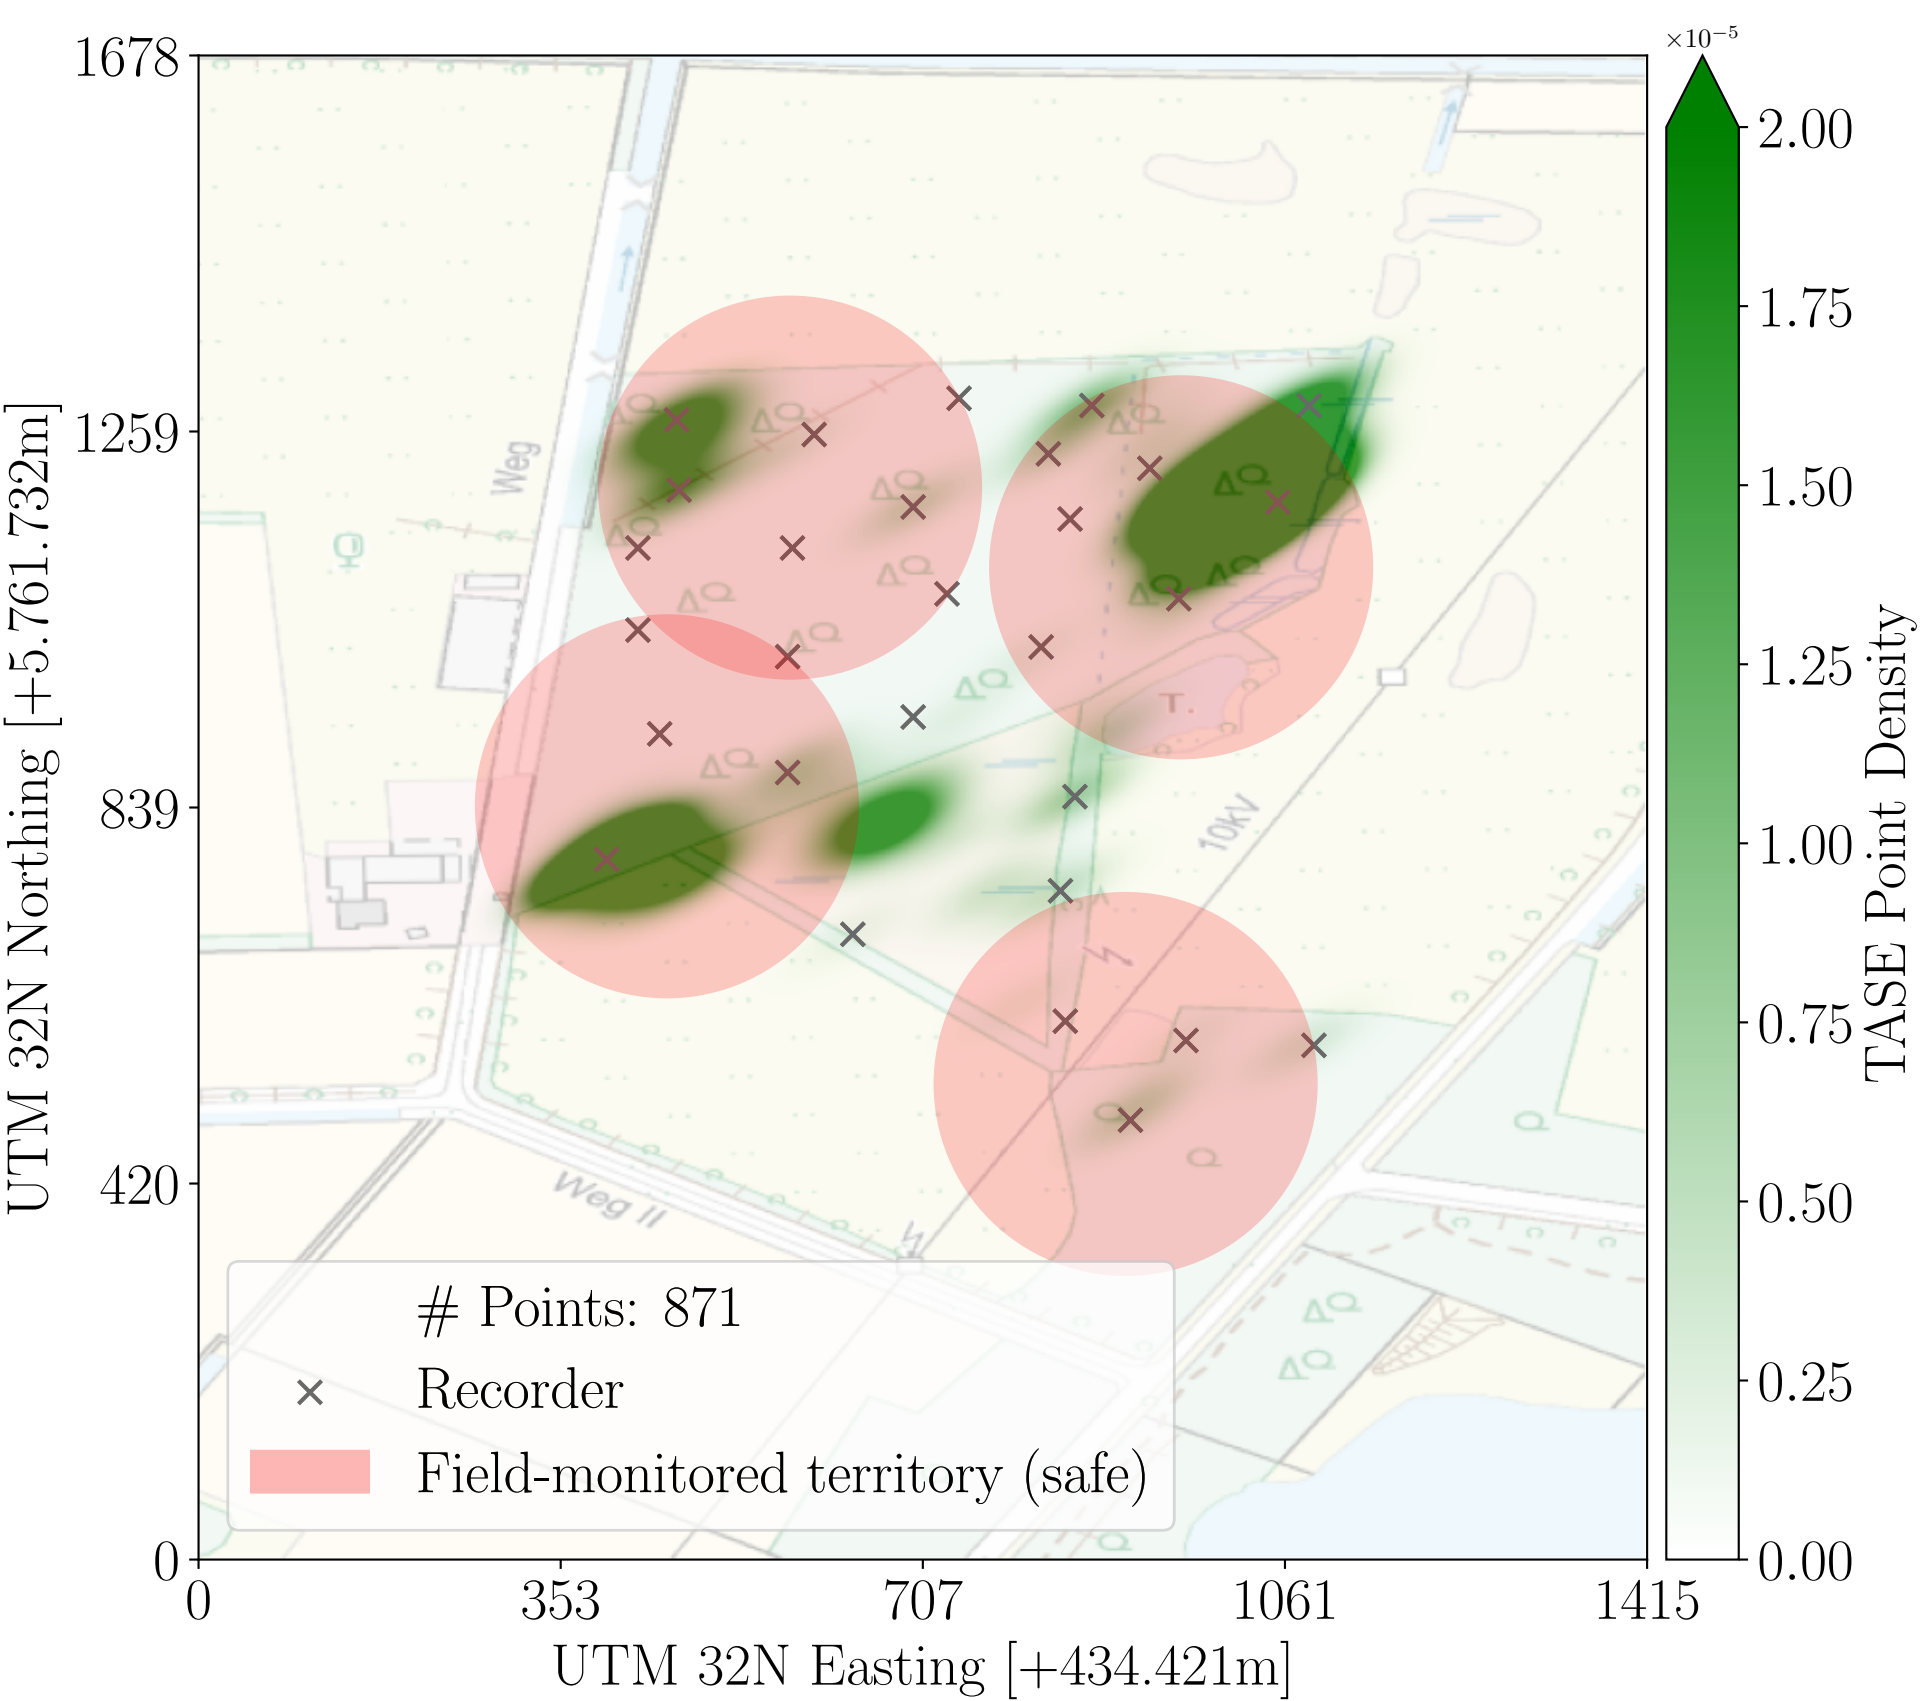 ×10⁻⁵
1678
1259
839
420
0
UTM 32N Northing [+5.761.732m]
0
353
707
1061
1415
UTM 32N Easting [+434.421m]
2.00
1.75
1.50
1.25
1.00
0.75
0.50
0.25
0.00
TASE Point Density
Weg
T.
10kV
Weg II
# Points: 871
Recorder
Field-monitored territory (safe)